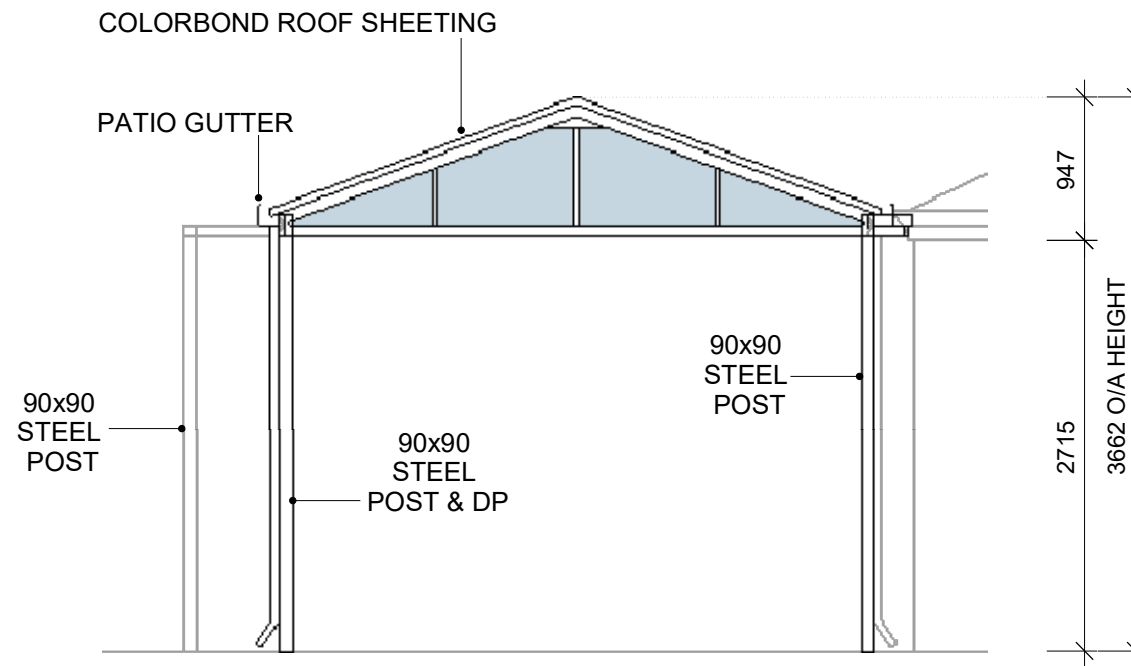 COLORBOND ROOF SHEETING
PATIO GUTTER
947
90x90
STEEL
POST
90x90
STEEL
POST
90x90
STEEL
POST & DP
2715
3662 O/A HEIGHT